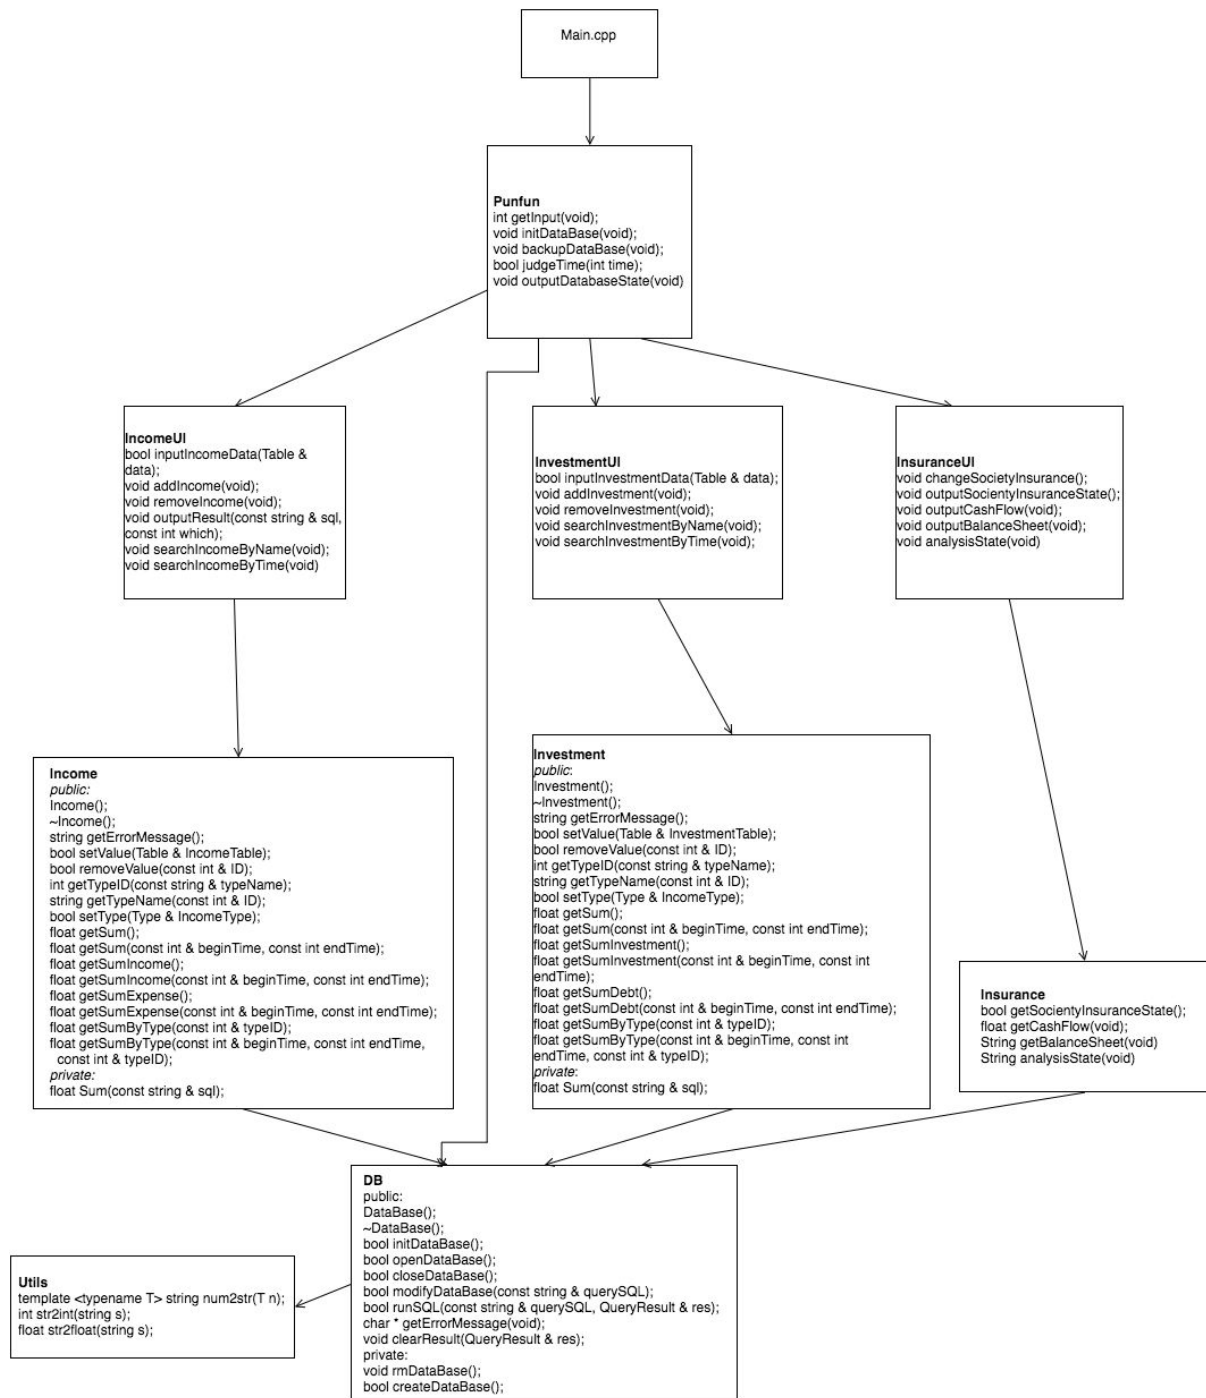 Main.cpp
Punfun
int getInput(void);
void initDataBase(void);
void backupDataBase(void);
bool judgeTime(int time);
void outputDatabaseState(void)
IncomeUI
bool inputIncomeData(Table &
data);
void addIncome(void);
void removeIncome(void);
void outputResult(const string & sql,
const int which);
void searchIncomeByName(void);
void searchIncomeByTime(void)
InvestmentUI
bool inputInvestmentData(Table & data);
void addInvestment(void);
void removeInvestment(void);
void searchInvestmentByName(void);
void searchInvestmentByTime(void);
InsuranceUI
void changeSocietyInsurance();
void outputSocientyInsuranceState();
void outputCashFlow(void);
void outputBalanceSheet(void);
void analysisState(void)
Income
public:
Income();
~Income();
string getErrorMessage();
bool setValue(Table & IncomeTable);
bool removeValue(const int & ID);
int getTypeID(const string & typeName);
string getTypeName(const int & ID);
bool setType(Type & IncomeType);
float getSum();
float getSum(const int & beginTime, const int endTime);
float getSumIncome();
float getSumIncome(const int & beginTime, const int endTime);
float getSumExpense();
float getSumExpense(const int & beginTime, const int endTime);
float getSumByType(const int & typeID);
float getSumByType(const int & beginTime, const int endTime,
const int & typeID);
private:
float Sum(const string & sql);
Investment
public:
Investment();
~Investment();
string getErrorMessage();
bool setValue(Table & InvestmentTable);
bool removeValue(const int & ID);
int getTypeID(const string & typeName);
string getTypeName(const int & ID);
bool setType(Type & IncomeType);
float getSum();
float getSum(const int & beginTime, const int endTime);
float getSumInvestment();
float getSumInvestment(const int & beginTime, const int
endTime);
float getSumDebt();
float getSumDebt(const int & beginTime, const int endTime);
float getSumByType(const int & typeID);
float getSumByType(const int & beginTime, const int
endTime, const int & typeID);
private:
float Sum(const string & sql);
Insurance
bool getSocientyInsuranceState();
float getCashFlow(void);
String getBalanceSheet(void)
String analysisState(void)
DB
public:
DataBase();
~DataBase();
bool initDataBase();
bool openDataBase();
bool closeDataBase();
bool modifyDataBase(const string & querySQL);
bool runSQL(const string & querySQL, QueryResult & res);
char * getErrorMessage(void);
void clearResult(QueryResult & res);
private:
void rmDataBase();
bool createDataBase();
Utils
template <typename T> string num2str(T n);
int str2int(string s);
float str2float(string s);